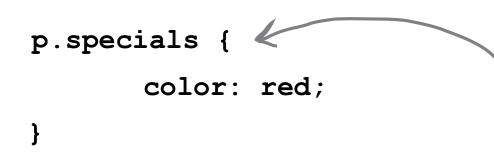 p.specials {
color: red;
}